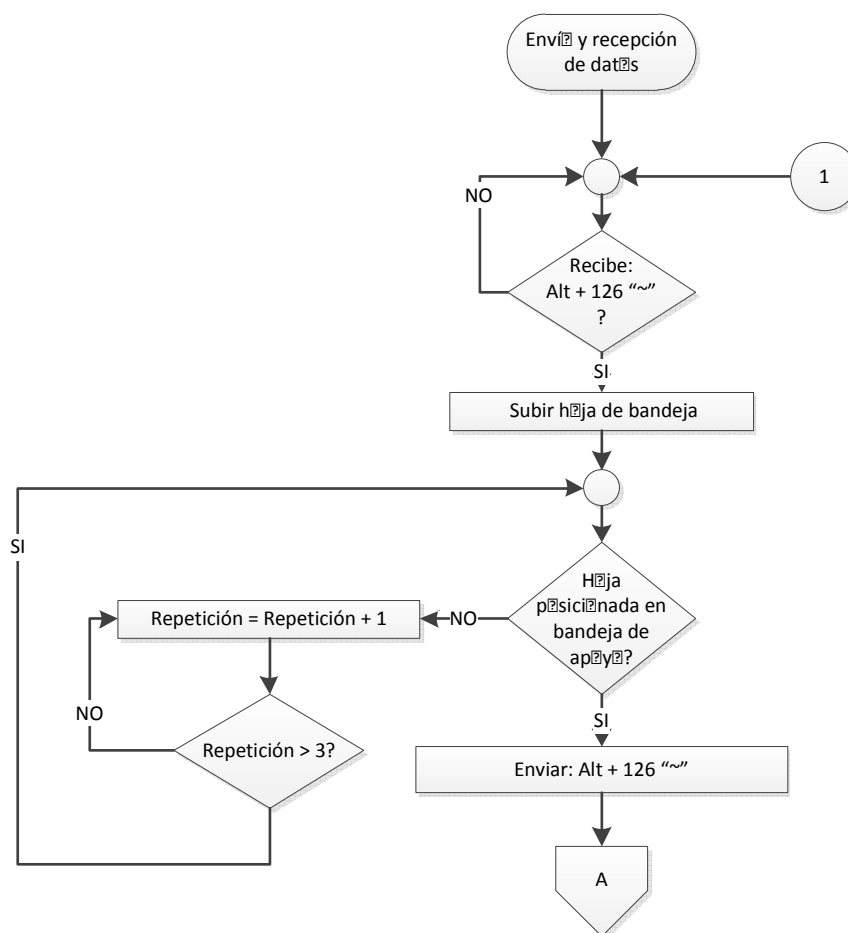 Enví⍰ y recepción
de dat⍰s
1
NO
Recibe:
Alt + 126 “~”
?
SI
Subir h⍰ja de bandeja
SI
H⍰ja
p⍰sici⍰nada en
bandeja de
ap⍰y⍰?
NO
Repetición = Repetición + 1
NO
Repetición > 3?
SI
Enviar: Alt + 126 “~”
A